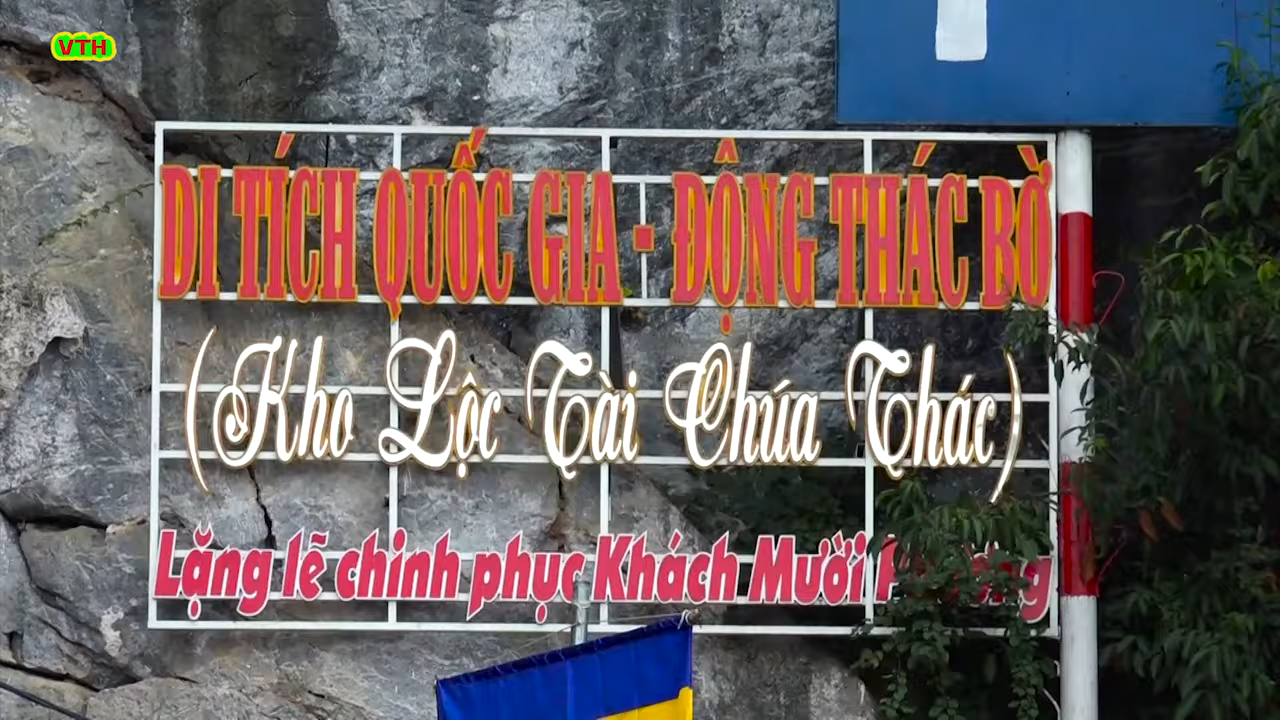 VTH
DI TÍCH QUỐC GIA - ĐỘNG THÁC BỜ
(Kho Lộc Tài Chúa Thác)
Lặng lẽ chinh phục Khách Mười